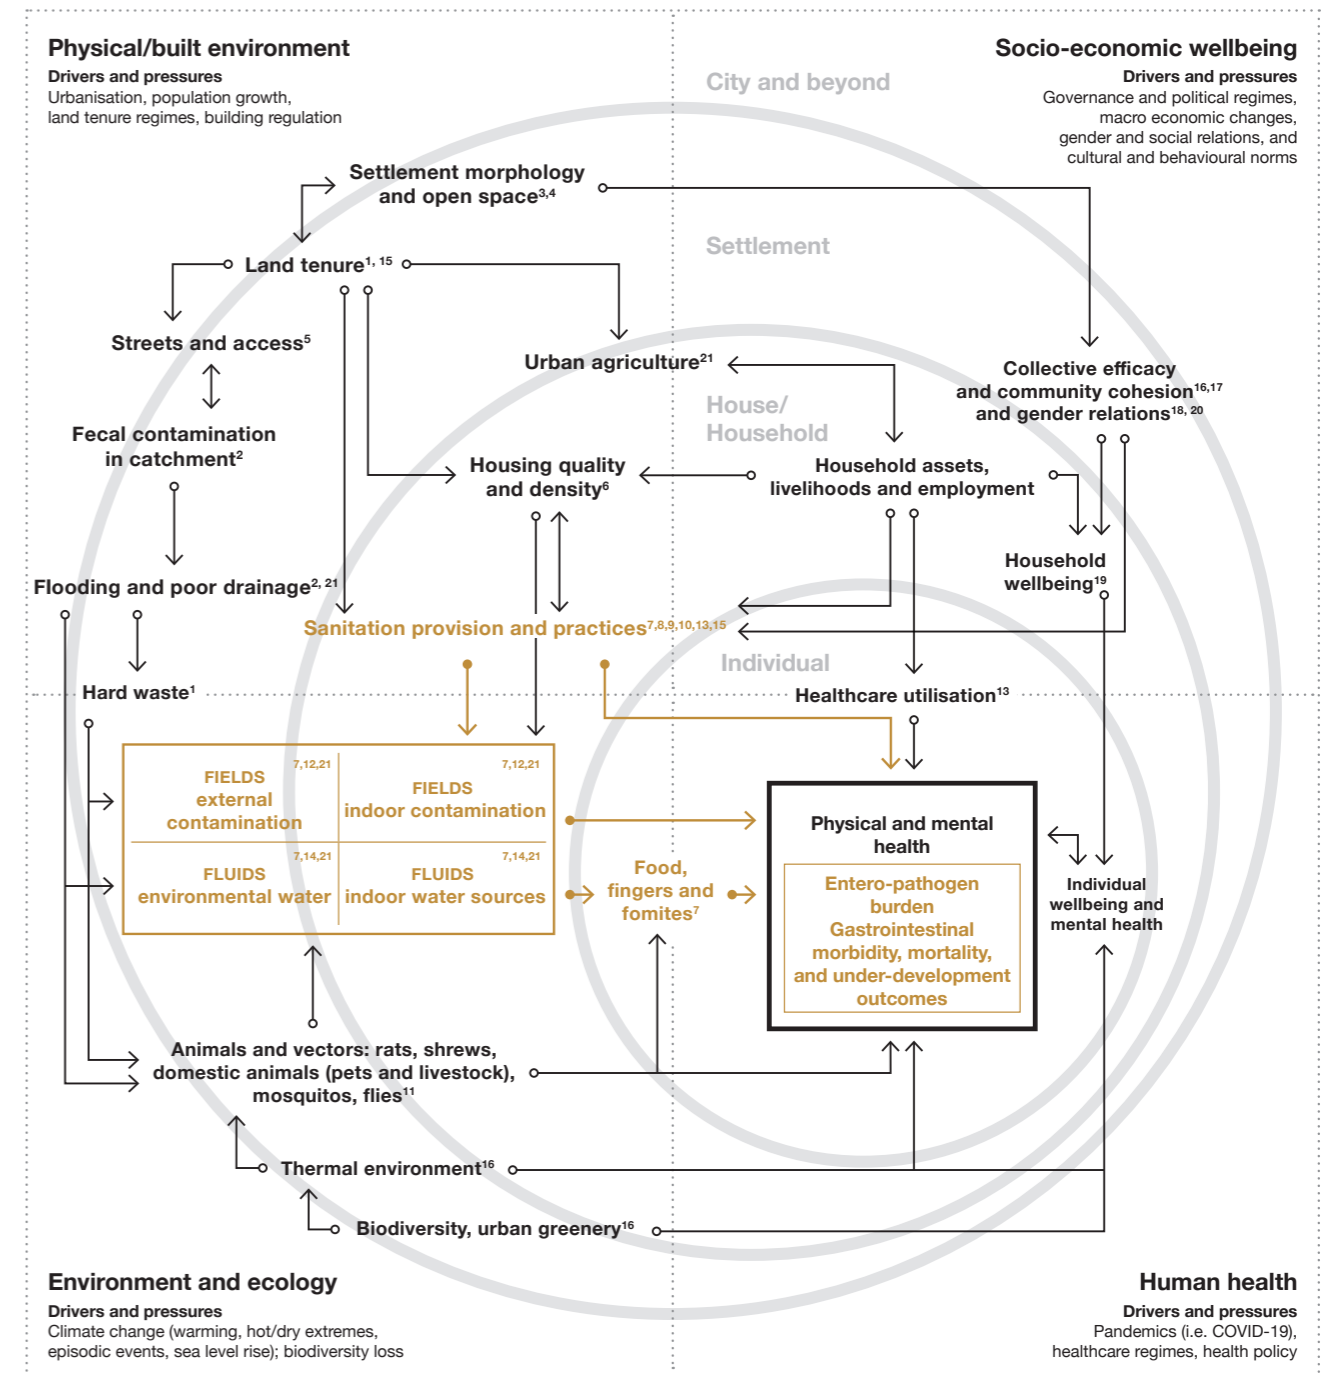 Physical/built environment
Drivers and pressures
Urbanisation, population growth,
land tenure regimes, building regulation
Socio-economic wellbeing
Drivers and pressures
Governance and political regimes,
macro economic changes,
gender and social relations, and
cultural and behavioural norms
City and beyond
Settlement morphology
and open space3,4
Settlement
Land tenure1, 15
Streets and access5
Urban agriculture21
Collective efficacy
and community cohesion16,17
and gender relations18, 20
House/
Household
Fecal contamination
in catchment2
Housing quality
and density6
Household assets,
livelihoods and employment
Household
wellbeing19
Flooding and poor drainage2, 21
Sanitation provision and practices7,8,9,10,13,15
Individual
Hard waste1
Healthcare utilisation13
7,12,21
FIELDS
external
contamination
7,12,21
FIELDS
indoor contamination
7,14,21
FLUIDS
environmental water
7,14,21
FLUIDS
indoor water sources
Food,
fingers and
fomites7
Physical and mental
health
Entero-pathogen
burden
Gastrointestinal
morbidity, mortality,
and under-development
outcomes
Individual
wellbeing and
mental health
Animals and vectors: rats, shrews,
domestic animals (pets and livestock),
mosquitos, flies11
Thermal environment16
Biodiversity, urban greenery16
Environment and ecology
Drivers and pressures
Climate change (warming, hot/dry extremes,
episodic events, sea level rise); biodiversity loss
Human health
Drivers and pressures
Pandemics (i.e. COVID-19),
healthcare regimes, health policy